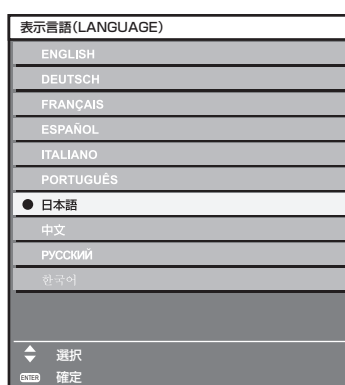 表示言語(LANGUAGE)
ENGLISH
DEUTSCH
FRANÇAIS
ESPAÑOL
ITALIANO
PORTUGUÊS
日本語
中文
РУССКИЙ
한국어
選択
ENTER 確定